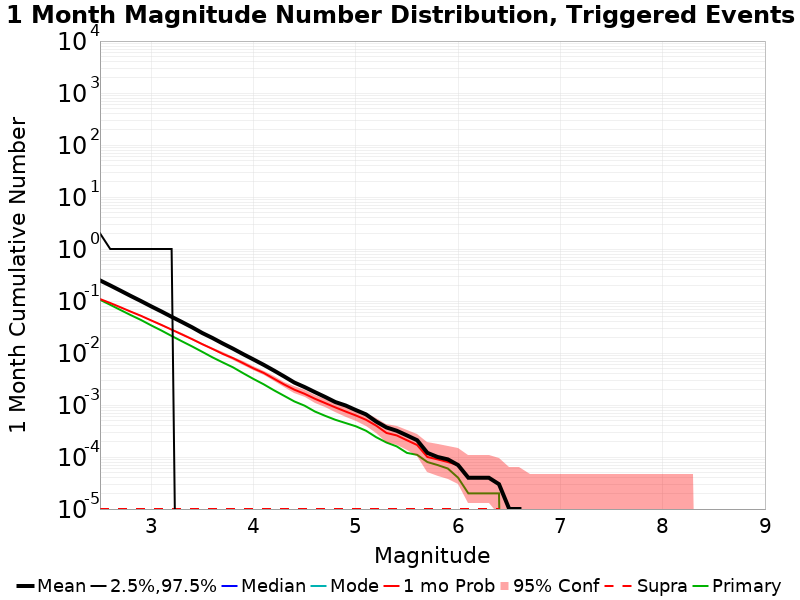 1 Month Magnitude Number Distribution, Triggered Events
1 Month Cumulative Number
10^4
10^3
10^2
10^1
10^0
10^-1
10^-2
10^-3
10^-4
10^-5
3 4 5 6 7 8 9
Magnitude
Mean 2.5%,97.5% Median Mode 1 mo Prob 95% Conf Supra Primary